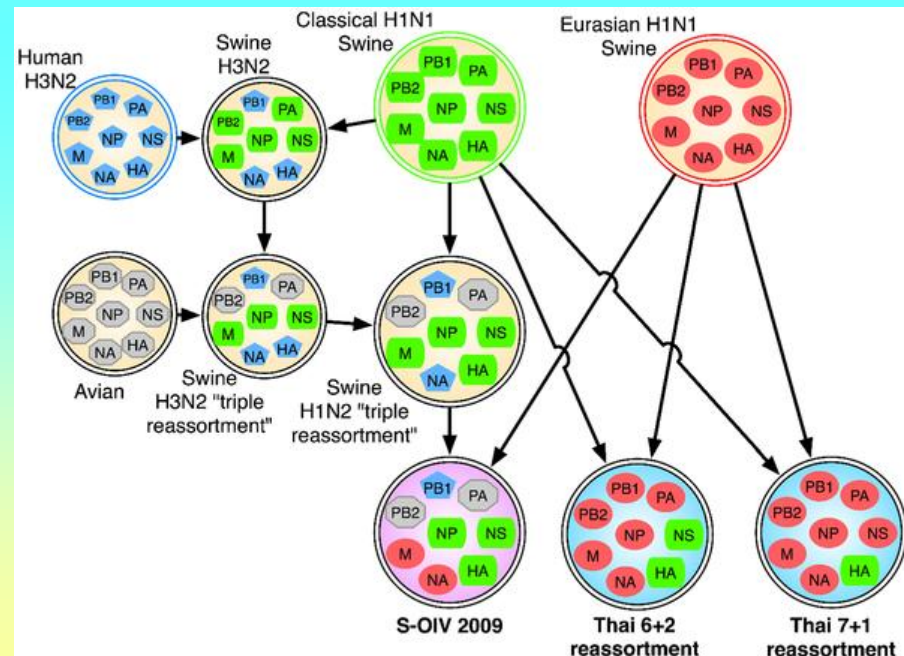 Human
H3N2
Swine
H3N2
Classical H1N1
Swine
Eurasian H1N1
Swine
PB1
PB2
PA
NP
NS
M
NA
HA
PB1
PA
PB2
NP
NS
M
NA
HA
PB1
PA
PB2
NP
NS
M
NA
HA
PB1
PA
PB2
NP
NS
M
NA
HA
PB1
PA
PB2
NP
NS
M
NA
HA
Avian
PB1
PA
PB2
NP
NS
M
NA
HA
Swine
H3N2 "triple
reassortment"
PB1
PA
PB2
NP
NS
M
HA
NA
Swine
H1N2 "triple
reassortment"
PB1
PA
PB2
NP
NS
M
NA
HA
S-OIV 2009
PB1
PA
PB2
NP
NS
M
NA
HA
Thai 6+2
reassortment
PB1
PA
PB2
NP
NS
M
NA
HA
Thai 7+1
reassortment